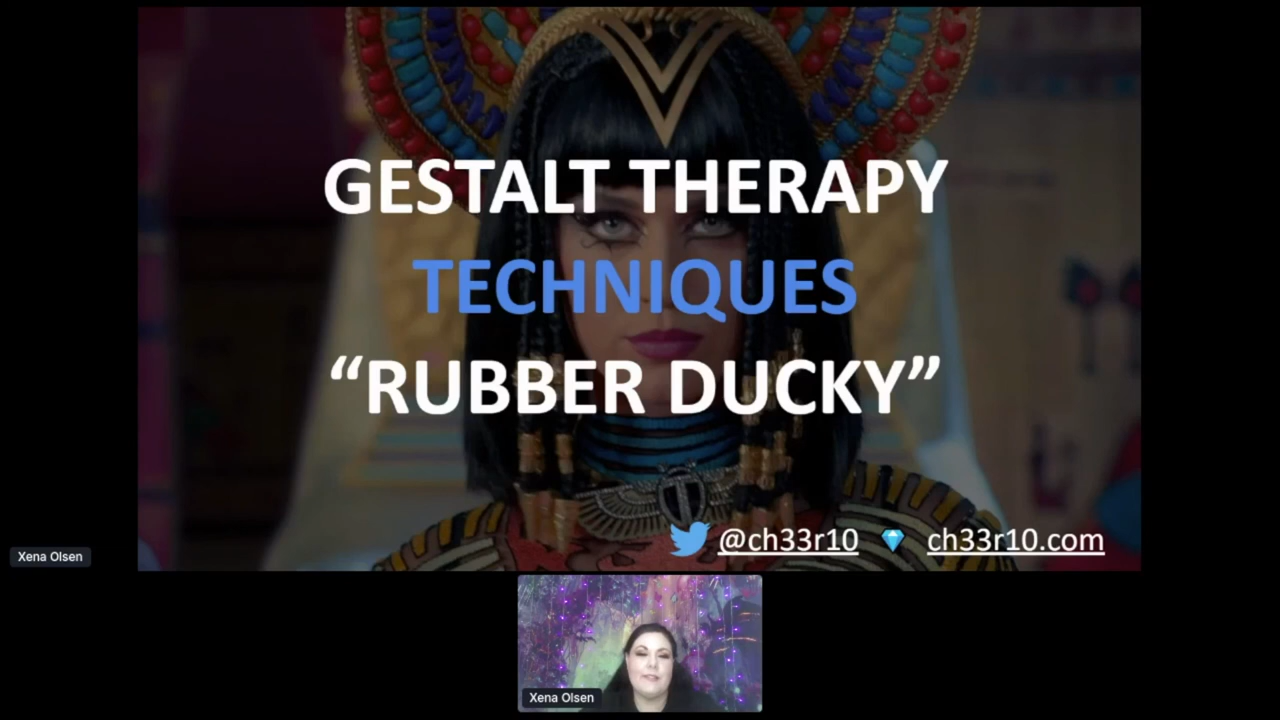 GESTALT THERAPY
TECHNIQUES
“RUBBER DUCKY”
@ch33r10 ch33r10.com
Xena Olsen
Xena Olsen